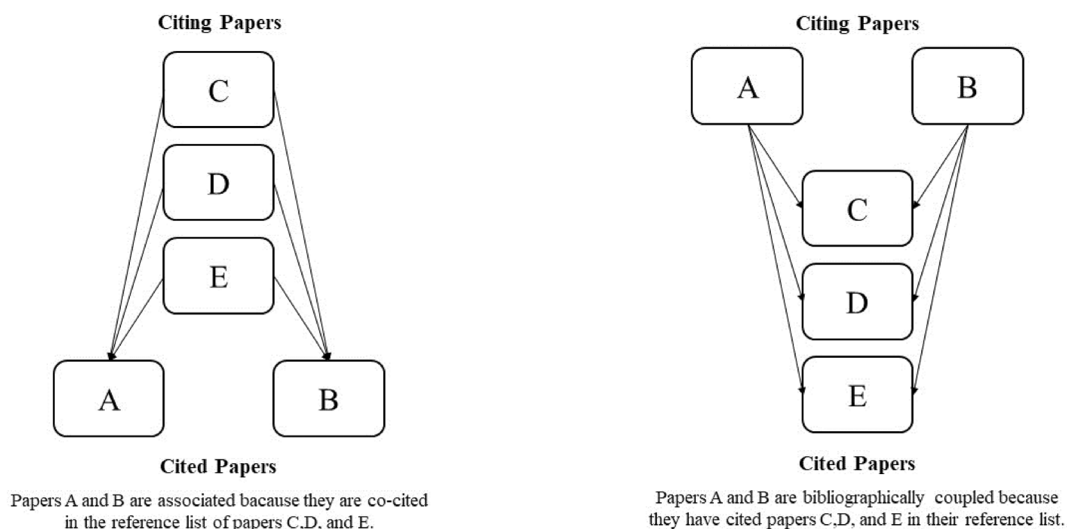 Citing Papers
C
D
E
A
B
Cited Papers
Papers A and B are associated bacause they are co-cited
in the reference list of papers C,D, and E.
Citing Papers
A
B
C
D
E
Cited Papers
Papers A and B are bibliographically coupled because
they have cited papers C,D, and E in their reference list.